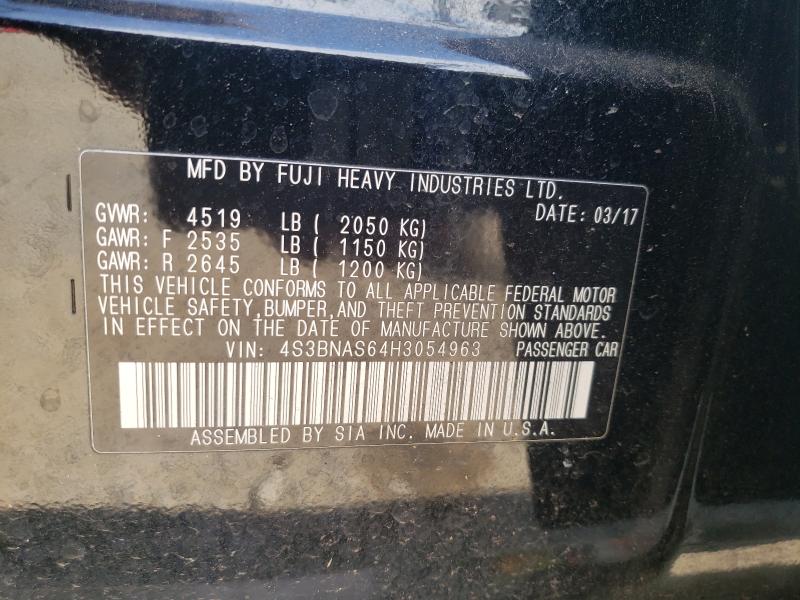 MFD BY FUJI HEAVY INDUSTRIES LTD.
DATE: 03/17
GVWR: 4519 LB ( 2050 KG)
GAWR: F 2535 LB ( 1150 KG)
GAWR: R 2645 LB ( 1200 KG)
THIS VEHICLE CONFORMS TO ALL APPLICABLE FEDERAL MOTOR
VEHICLE SAFETY,BUMPER,AND THEFT PREVENTION STANDARDS
IN EFFECT ON THE DATE OF MANUFACTURE SHOWN ABOVE.
VIN: 4S3BNAS64H3054963 PASSENGER CAR
ASSEMBLED BY SIA INC. MADE IN U.S.A.